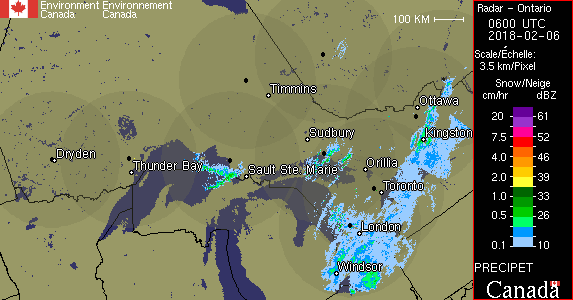 Environment Environnement
Canada Canada
100 KM
Timmins
Ottawa
Sudbury
Kingston
Dryden
Thunder Bay
Sault Ste. Marie
Orillia
Toronto
London
Windsor
Radar - Ontario
0600 UTC
2018-02-06
Scale/Échelle:
3.5 km/Pixel
Snow/Neige
cm/hr dBZ
20 61
7.5 52
4.0 46
2.0 39
1.0 33
0.5 26
0.1 10
PRECIPET
Canada